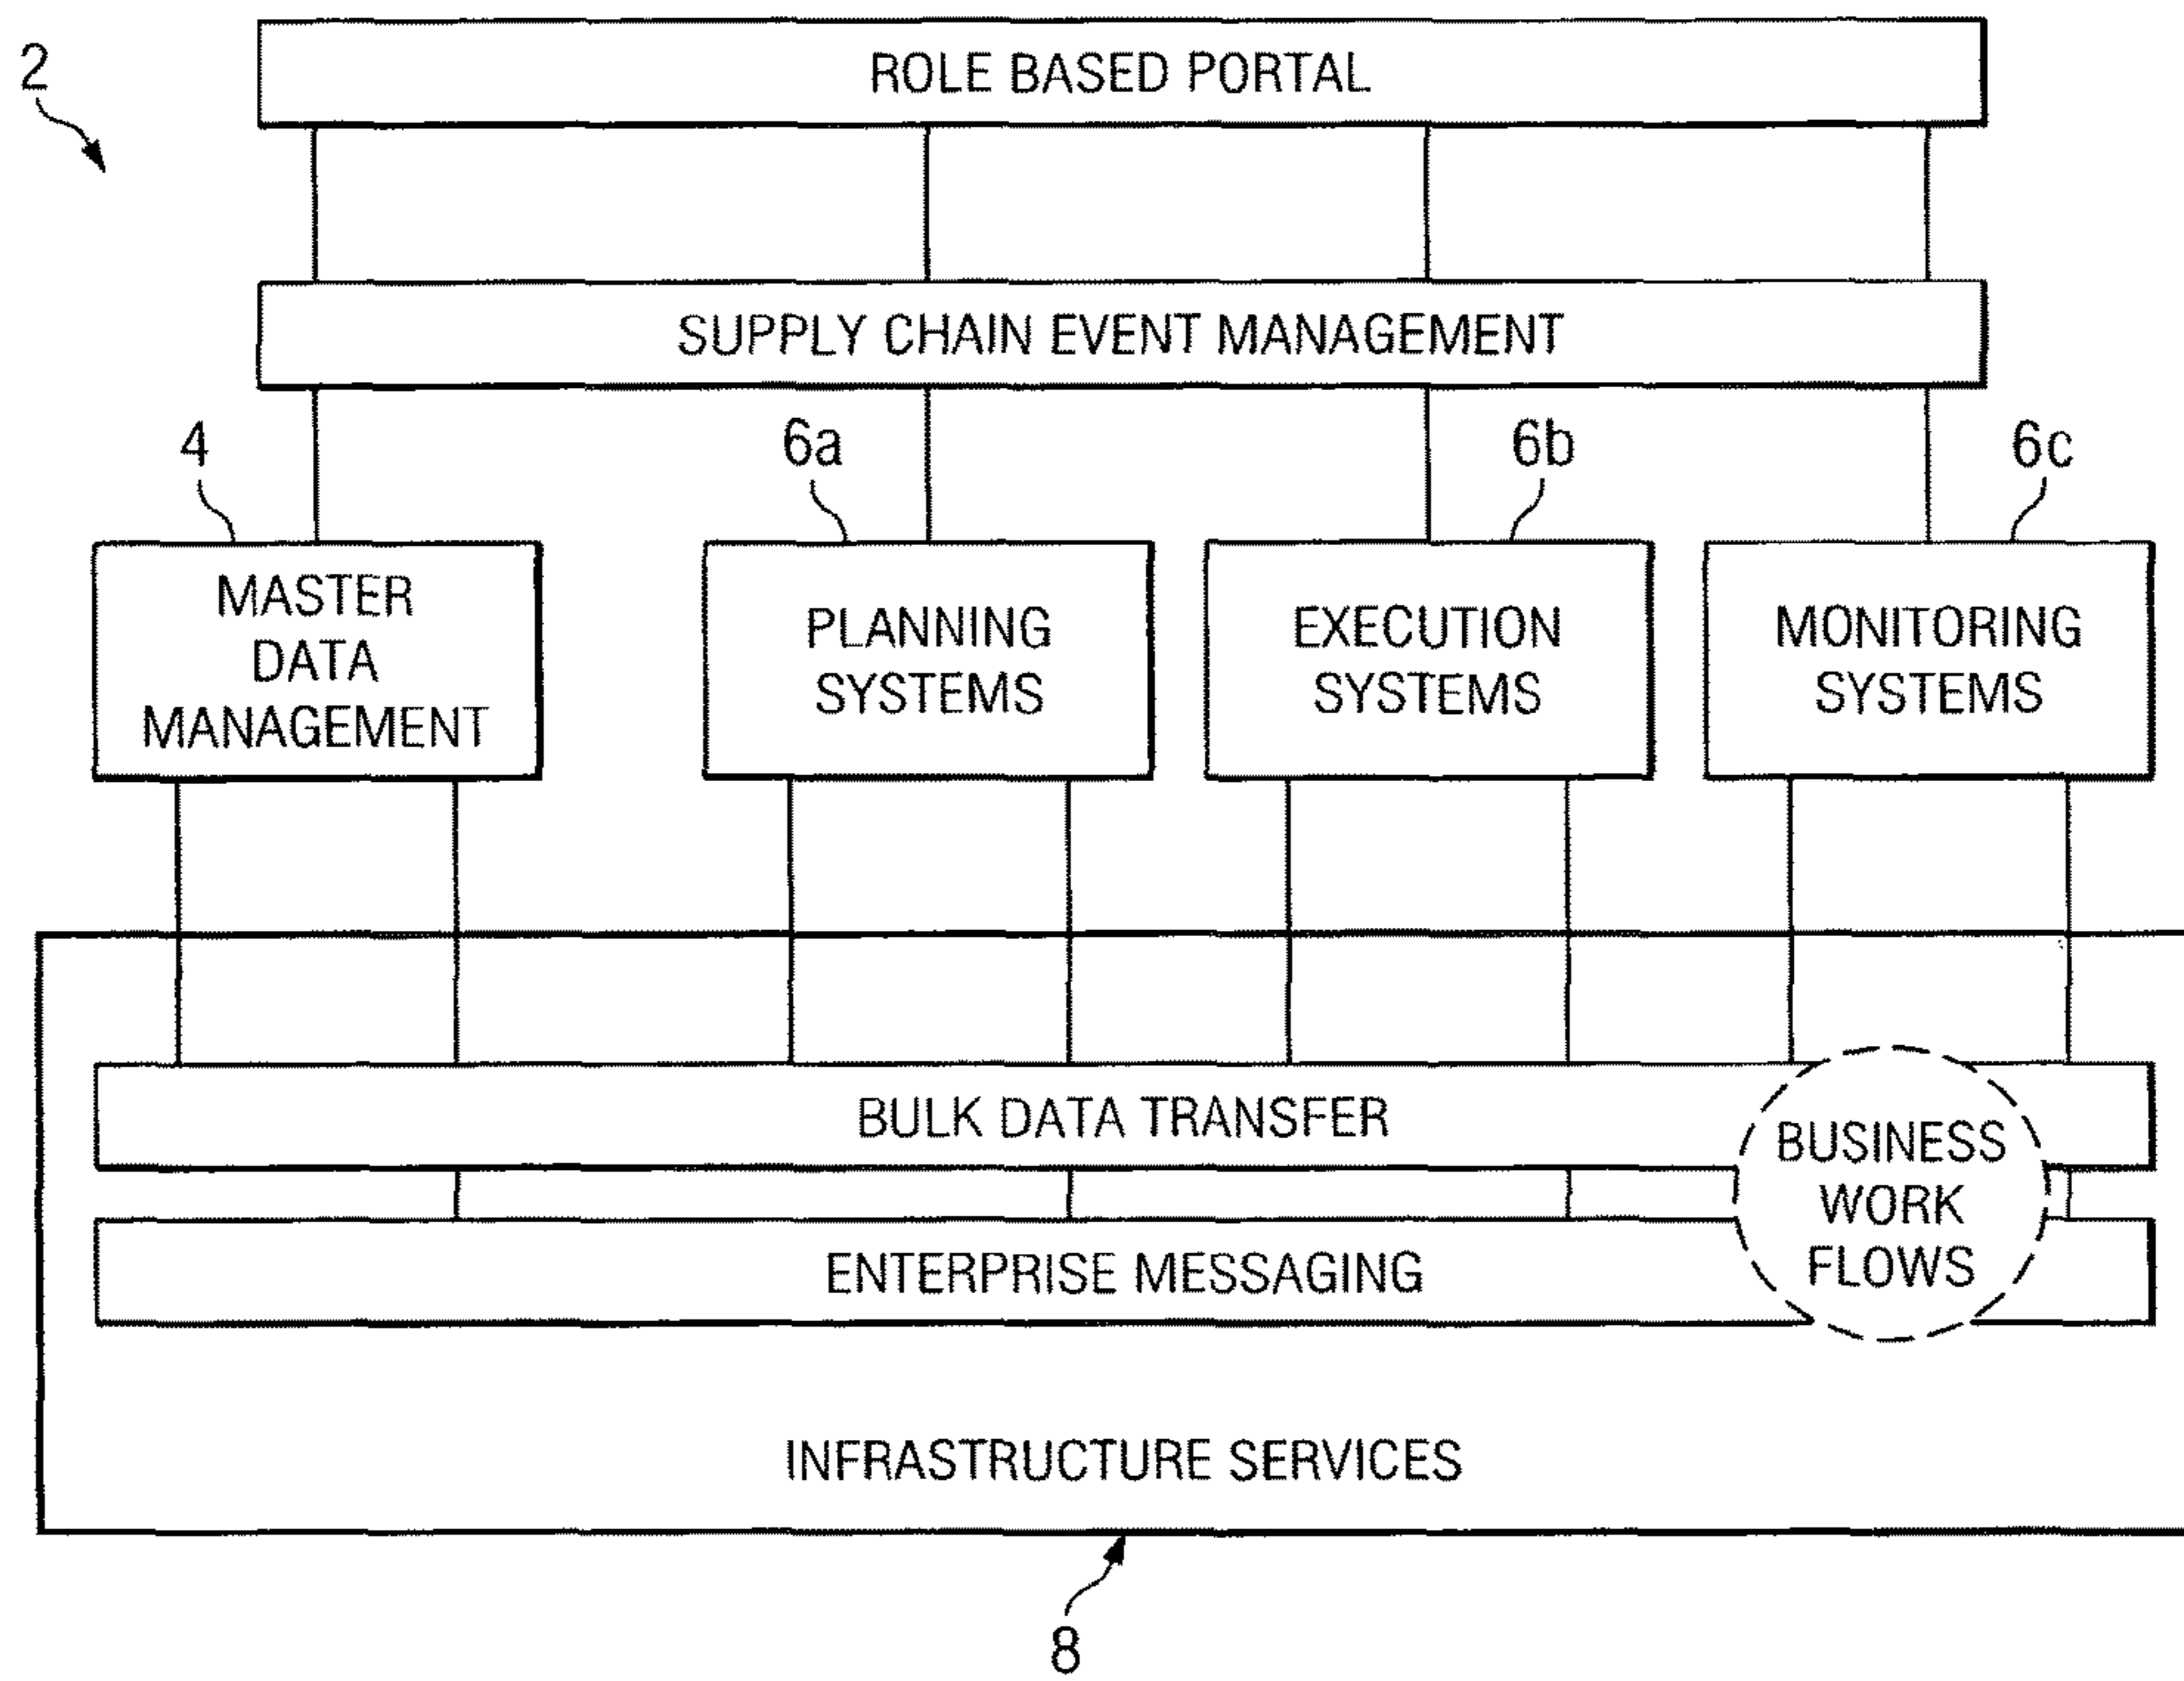 2
ROLE BASED PORTAL
SUPPLY CHAIN EVENT MANAGEMENT
4
6a
6b
6c
MASTER
DATA
MANAGEMENT
PLANNING
SYSTEMS
EXECUTION
SYSTEMS
MONITORING
SYSTEMS
BULK DATA TRANSFER
BUSINESS
WORK
FLOWS
ENTERPRISE MESSAGING
INFRASTRUCTURE SERVICES
8